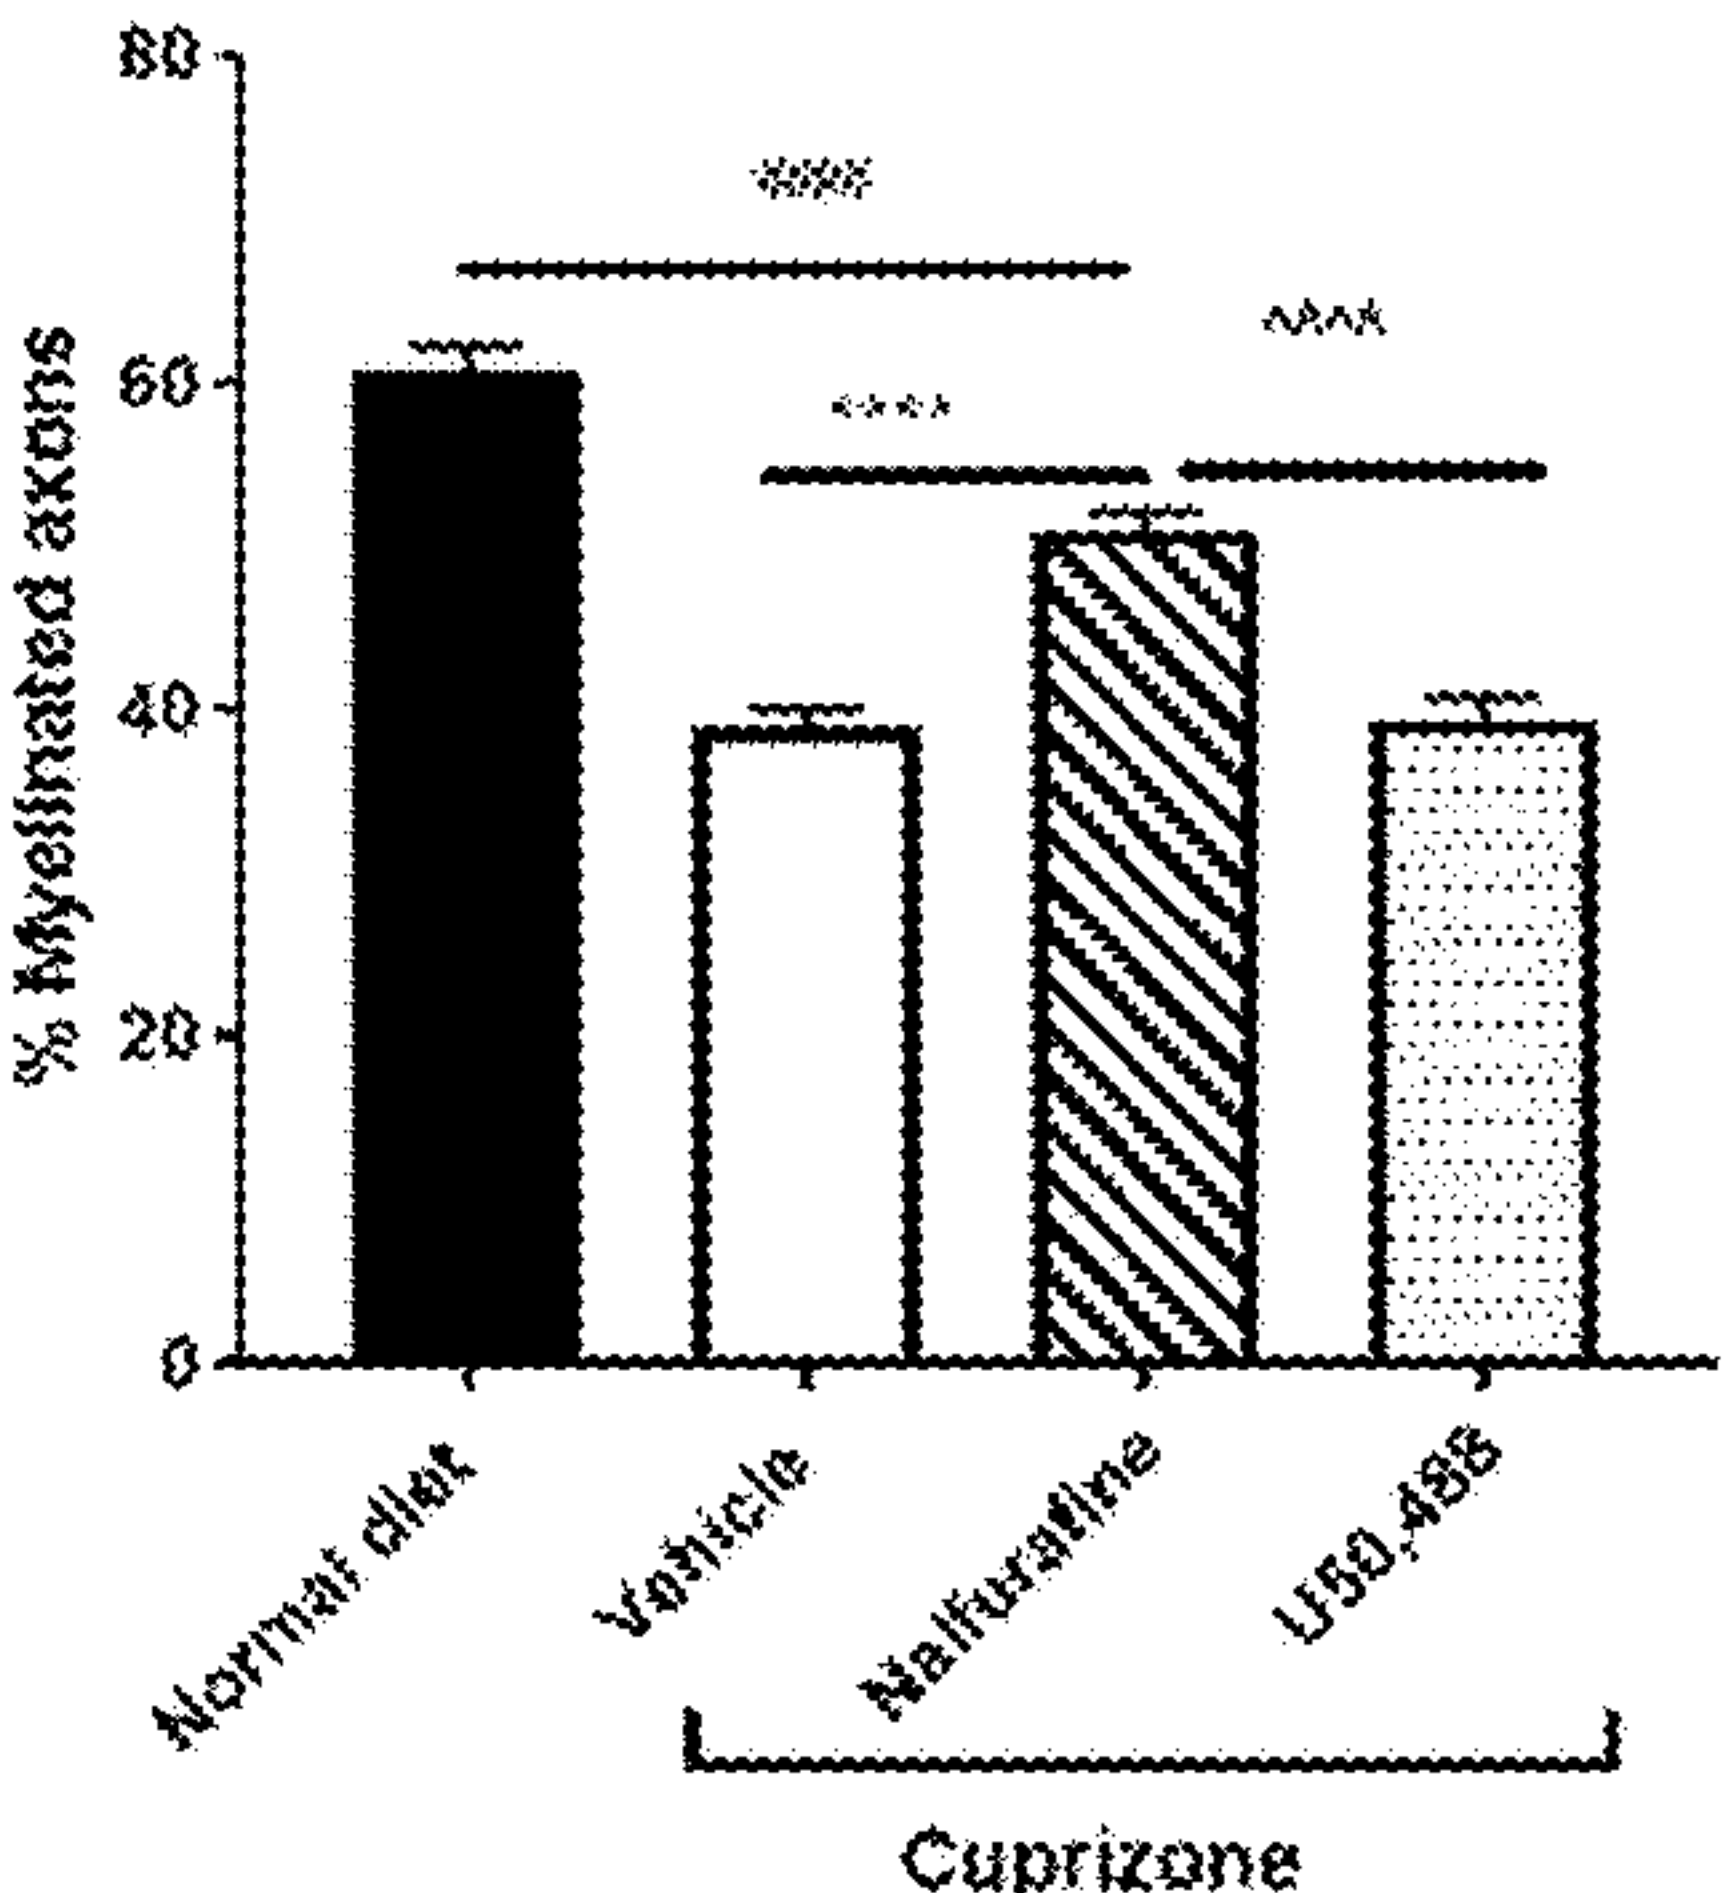 80
60
40
20
0
% Myelinated axons
****
****
Normal diet
Vehicle
Nalfurafine
U50,488
Cuprizone